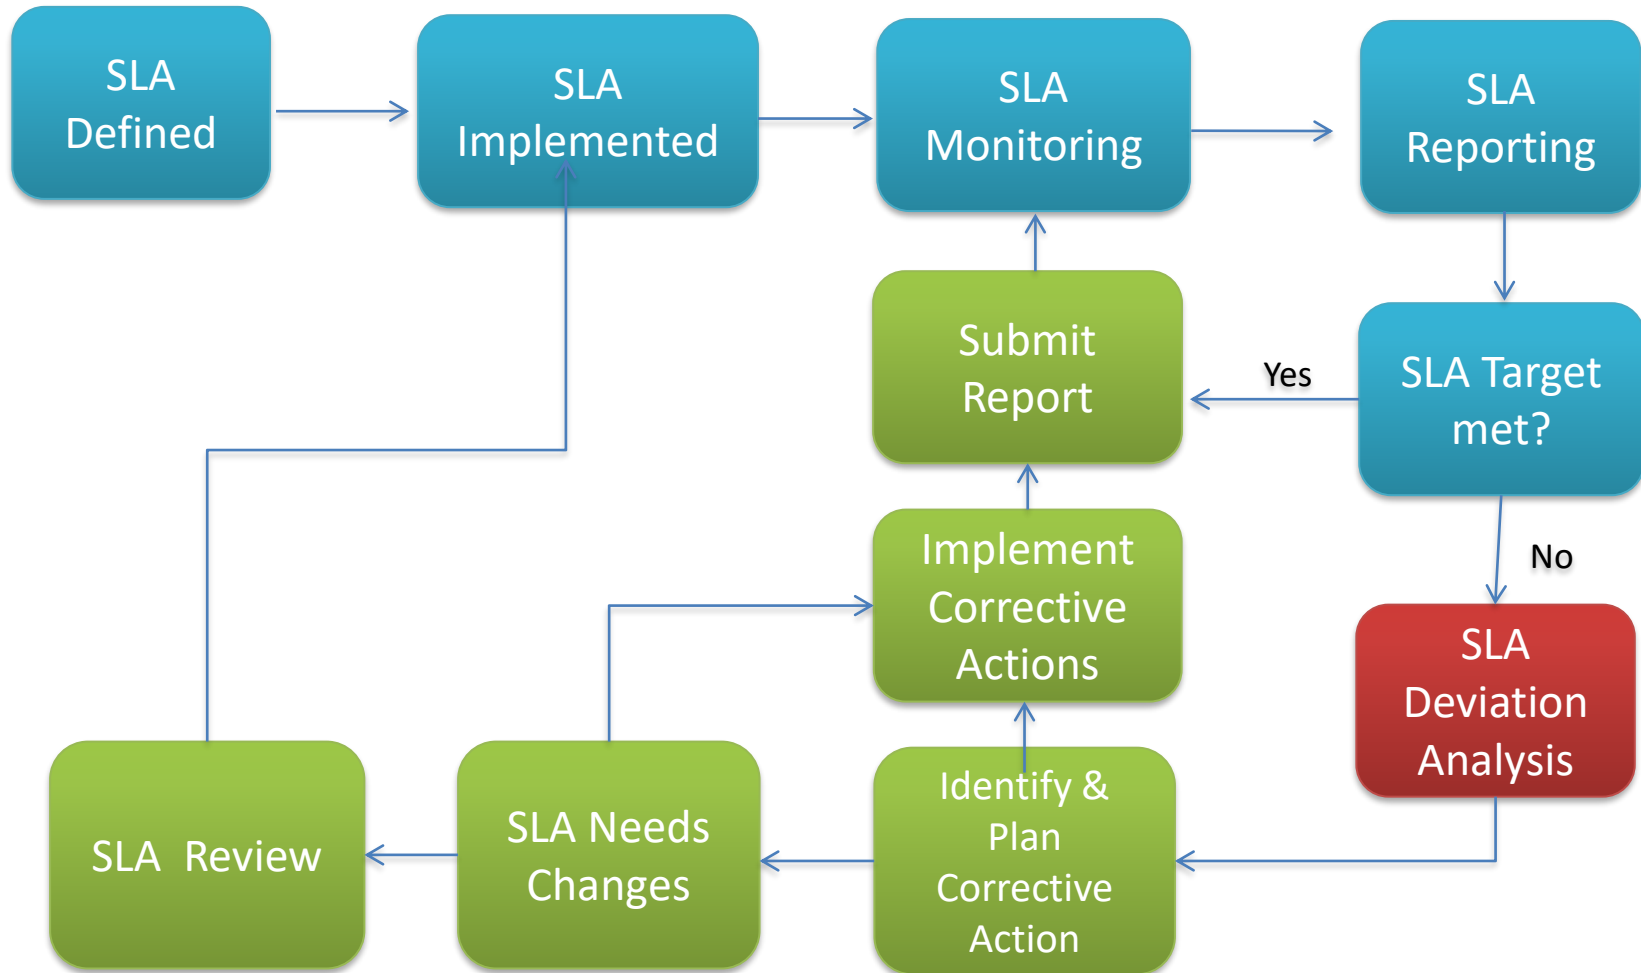 SLA
Defined
SLA
Implemented
SLA
Monitoring
SLA
Reporting
Submit
Report
Yes
SLA Target
met?
No
Implement
Corrective
Actions
SLA
Deviation
Analysis
SLA  Review
SLA Needs
Changes
Identify &
Plan
Corrective
Action